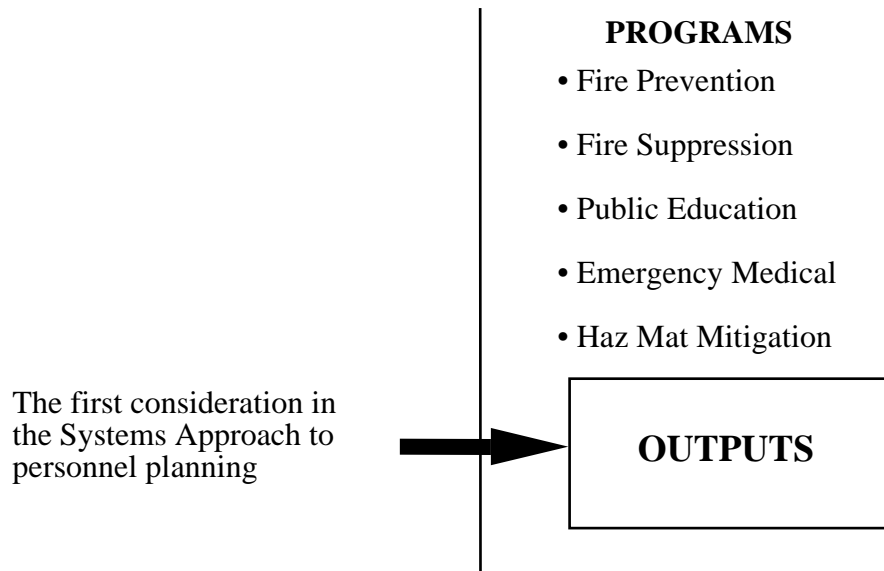 PROGRAMS
• Fire Prevention
• Fire Suppression
• Public Education
• Emergency Medical
• Haz Mat Mitigation
The first consideration in
the Systems Approach to
personnel planning
OUTPUTS